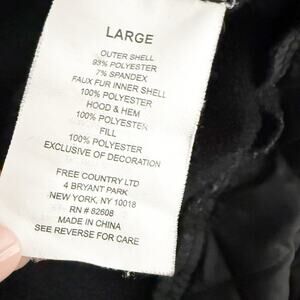 LARGE
OUTER SHELL
93% POLYESTER
7% SPANDEX
FAUX FUR INNER SHELL
100% POLYESTER
HOOD & HEM
100% POLYESTER
FILL
100% POLYESTER
EXCLUSIVE OF DECORATION
FREE COUNTRY LTD
4 BRYANT PARK
NEW YORK, NY 10018
RN # 82608
MADE IN CHINA
SEE REVERSE FOR CARE